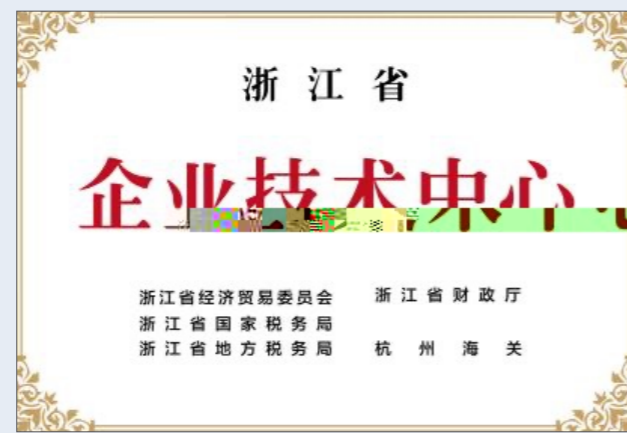 浙江省
企业技术中心
浙江省经济贸易委员会
浙江省财政厅
浙江省国家税务局
浙江省地方税务局
杭州海关